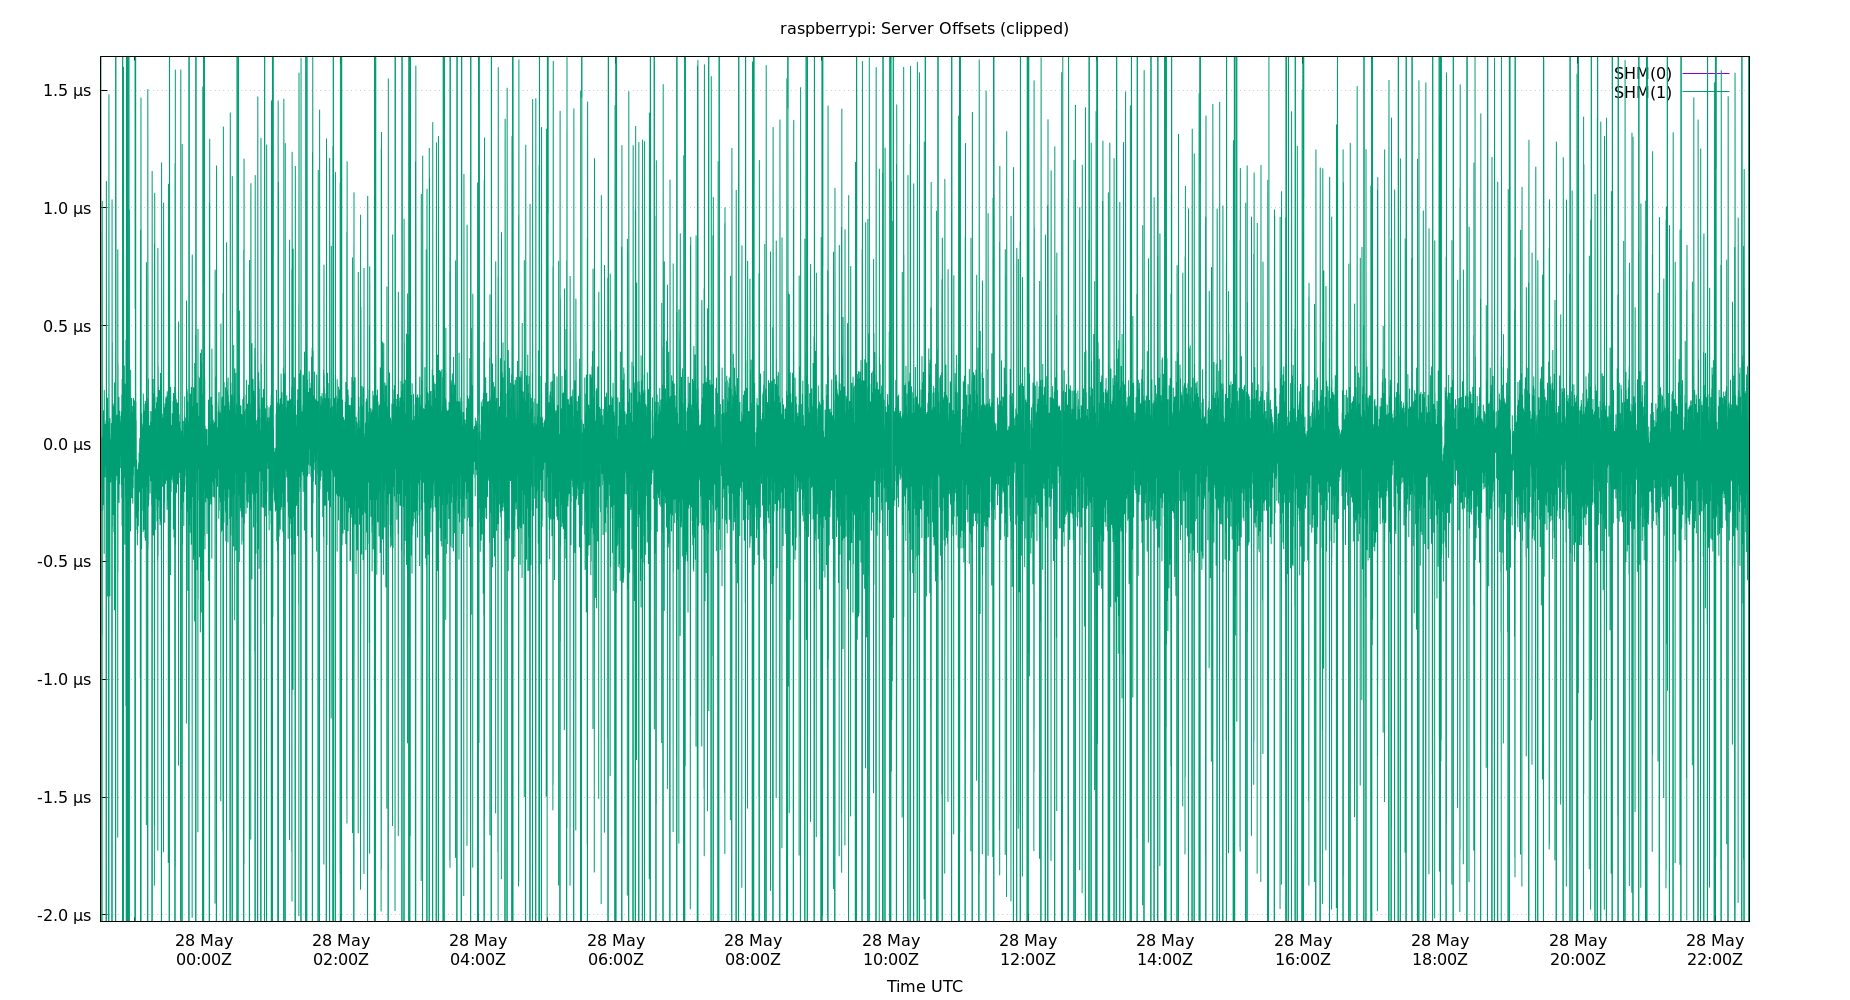 raspberrypi: Server Offsets (clipped)
SHM(0)
SHM(1)
1.5 µs
1.0 µs
0.5 µs
0.0 µs
-0.5 µs
-1.0 µs
-1.5 µs
-2.0 µs
28 May 28 May 28 May 28 May 28 May 28 May 28 May 28 May 28 May 28 May 28 May 28 May
00:00Z 02:00Z 04:00Z 06:00Z 08:00Z 10:00Z 12:00Z 14:00Z 16:00Z 18:00Z 20:00Z 22:00Z
Time UTC